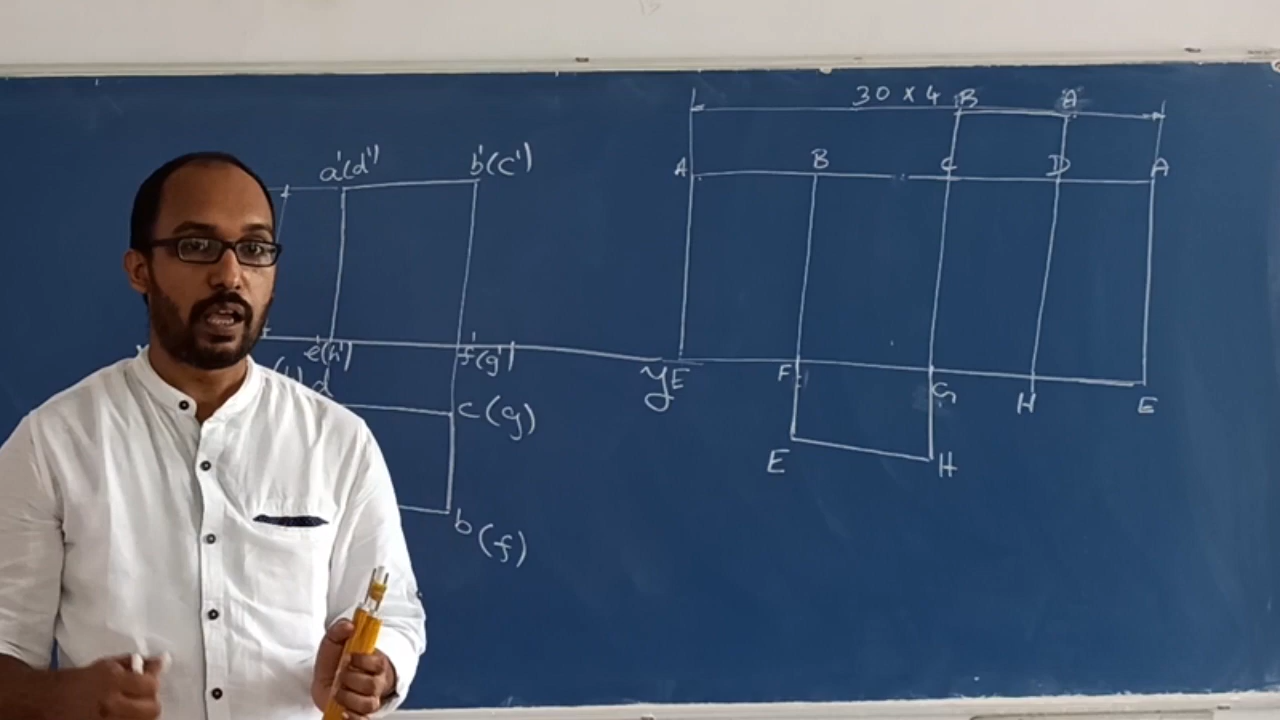 30 x 4
B A
a'(d') b'(c')
A B C D A
e'(h') f'(g')
y E F G H E
d c (g)
E H
b (f)